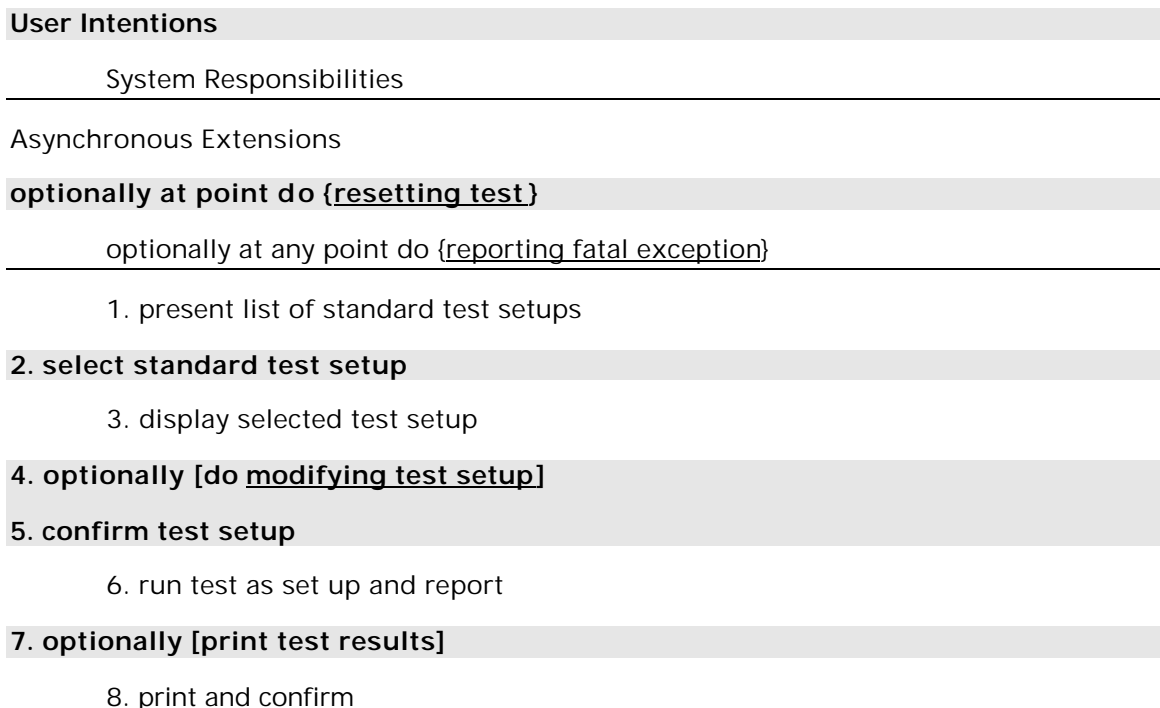 User Intentions
System Responsibilities
Asynchronous Extensions
optionally at point do {resetting test}
optionally at any point do {reporting fatal exception}
1. present list of standard test setups
2. select standard test setup
3. display selected test setup
4. optionally [do modifying test setup]
5. confirm test setup
6. run test as set up and report
7. optionally [print test results]
8. print and confirm